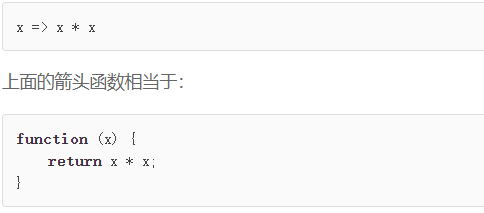 x => x * x
上面的箭头函数相当于：
function (x) {
    return x * x;
}